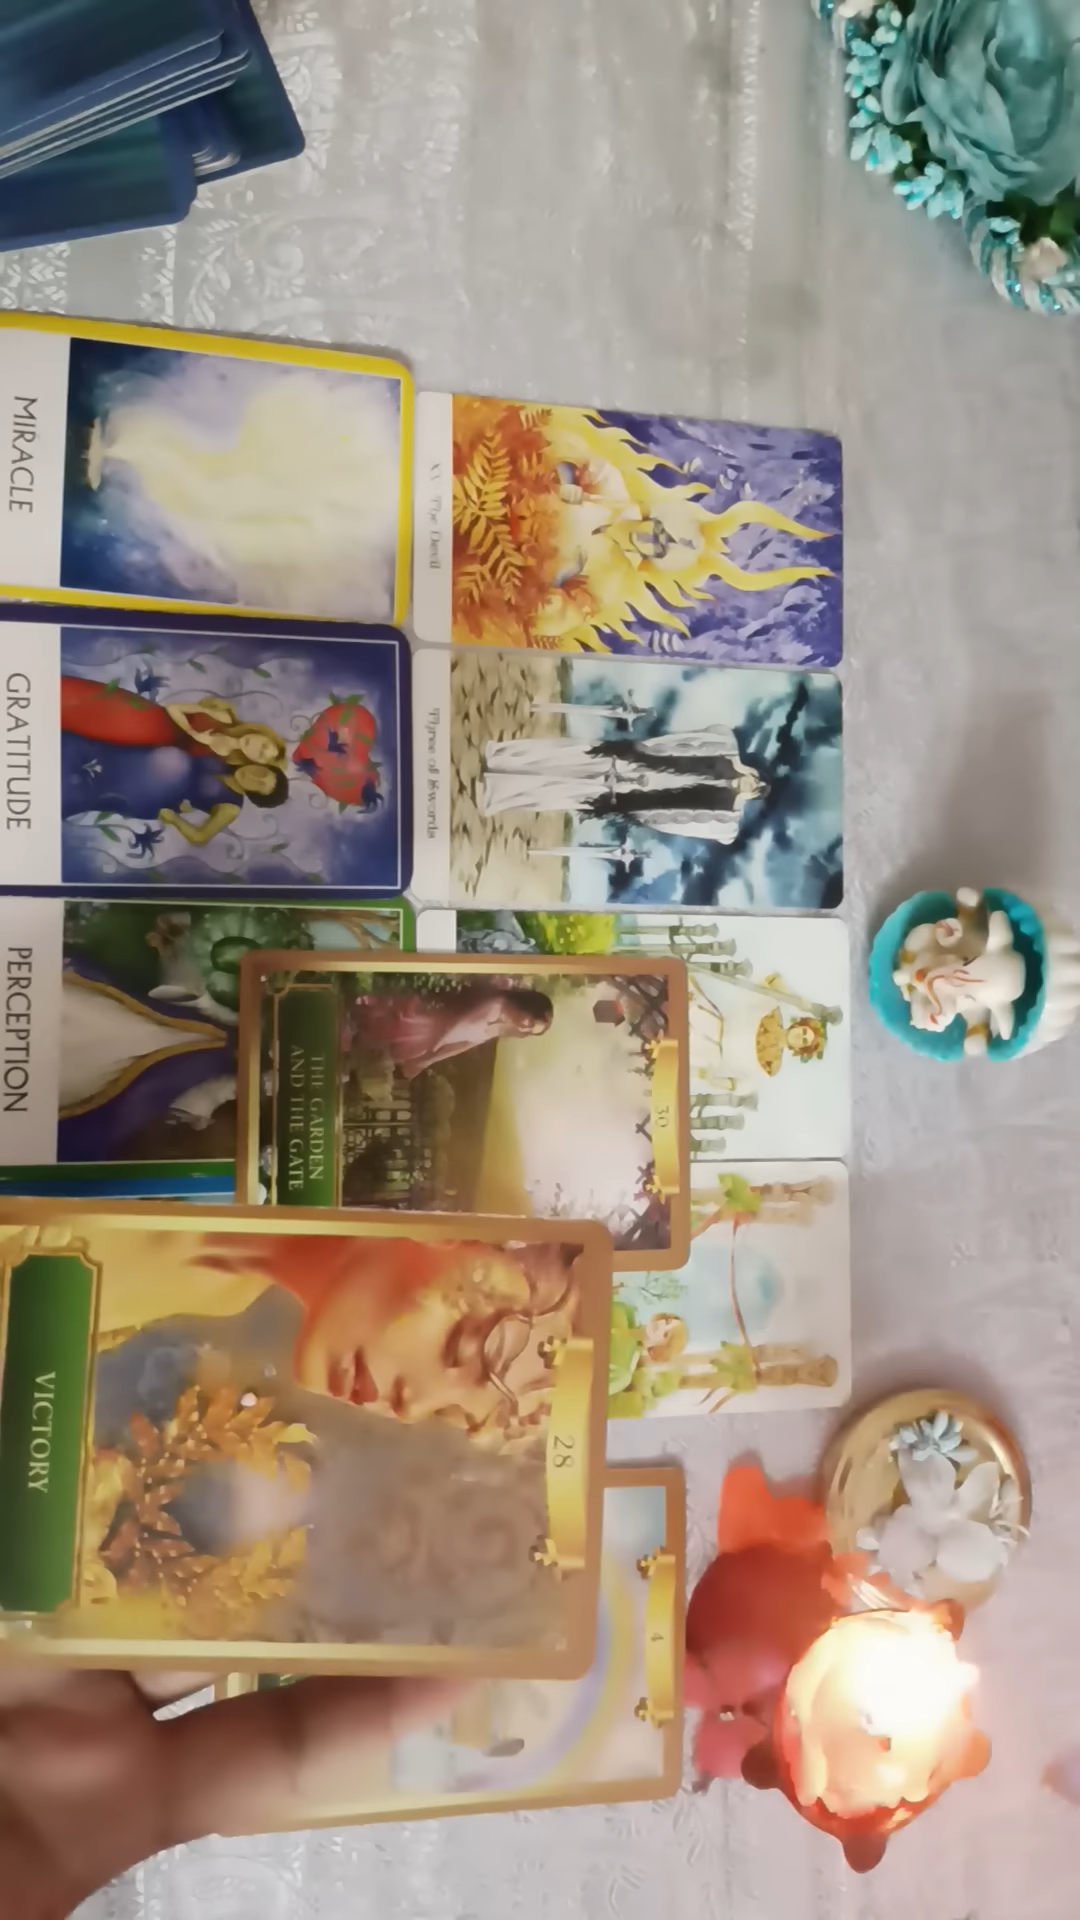 MIRACLE
XV The Devil
GRATITUDE
Three of Swords
PERCEPTION
30
THE GARDEN
AND THE GATE
28
VICTORY
4